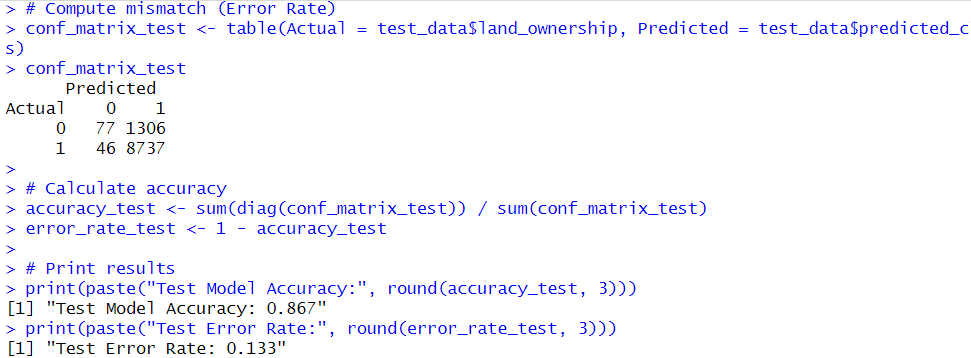 > # Compute mismatch (Error Rate)
> conf_matrix_test <- table(Actual = test_data$land_ownership, Predicted = test_data$predicted_c
s)
> conf_matrix_test
      Predicted
Actual    0    1
     0   77 1306
     1   46 8737
>
> # Calculate accuracy
> accuracy_test <- sum(diag(conf_matrix_test)) / sum(conf_matrix_test)
> error_rate_test <- 1 - accuracy_test
>
> # Print results
> print(paste("Test Model Accuracy:", round(accuracy_test, 3)))
[1] "Test Model Accuracy: 0.867"
> print(paste("Test Error Rate:", round(error_rate_test, 3)))
[1] "Test Error Rate: 0.133"